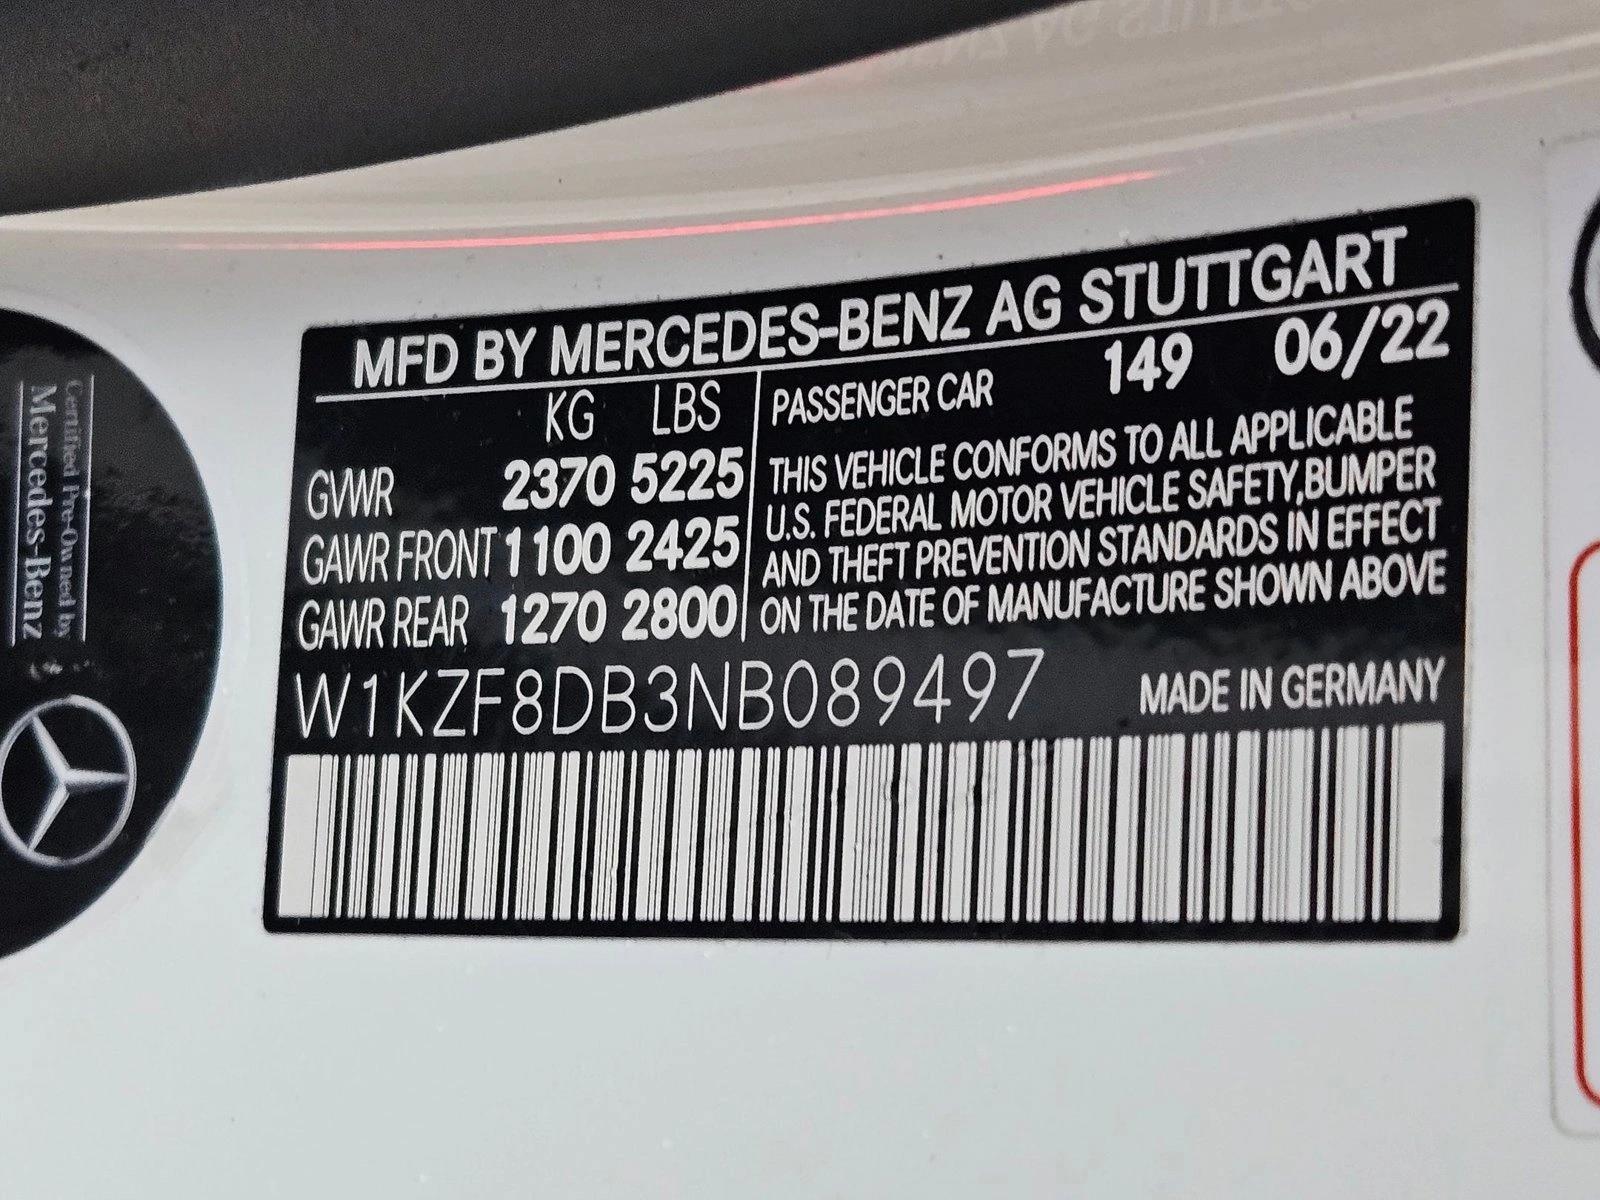 MFD BY MERCEDES-BENZ AG STUTTGART
KG LBS
GVWR 2370 5225
GAWR FRONT 1100 2425
GAWR REAR 1270 2800
PASSENGER CAR 149 06/22
THIS VEHICLE CONFORMS TO ALL APPLICABLE
U.S. FEDERAL MOTOR VEHICLE SAFETY,BUMPER
AND THEFT PREVENTION STANDARDS IN EFFECT
ON THE DATE OF MANUFACTURE SHOWN ABOVE
W1KZF8DB3NB089497 MADE IN GERMANY
Certified Pre-Owned by
Mercedes-Benz